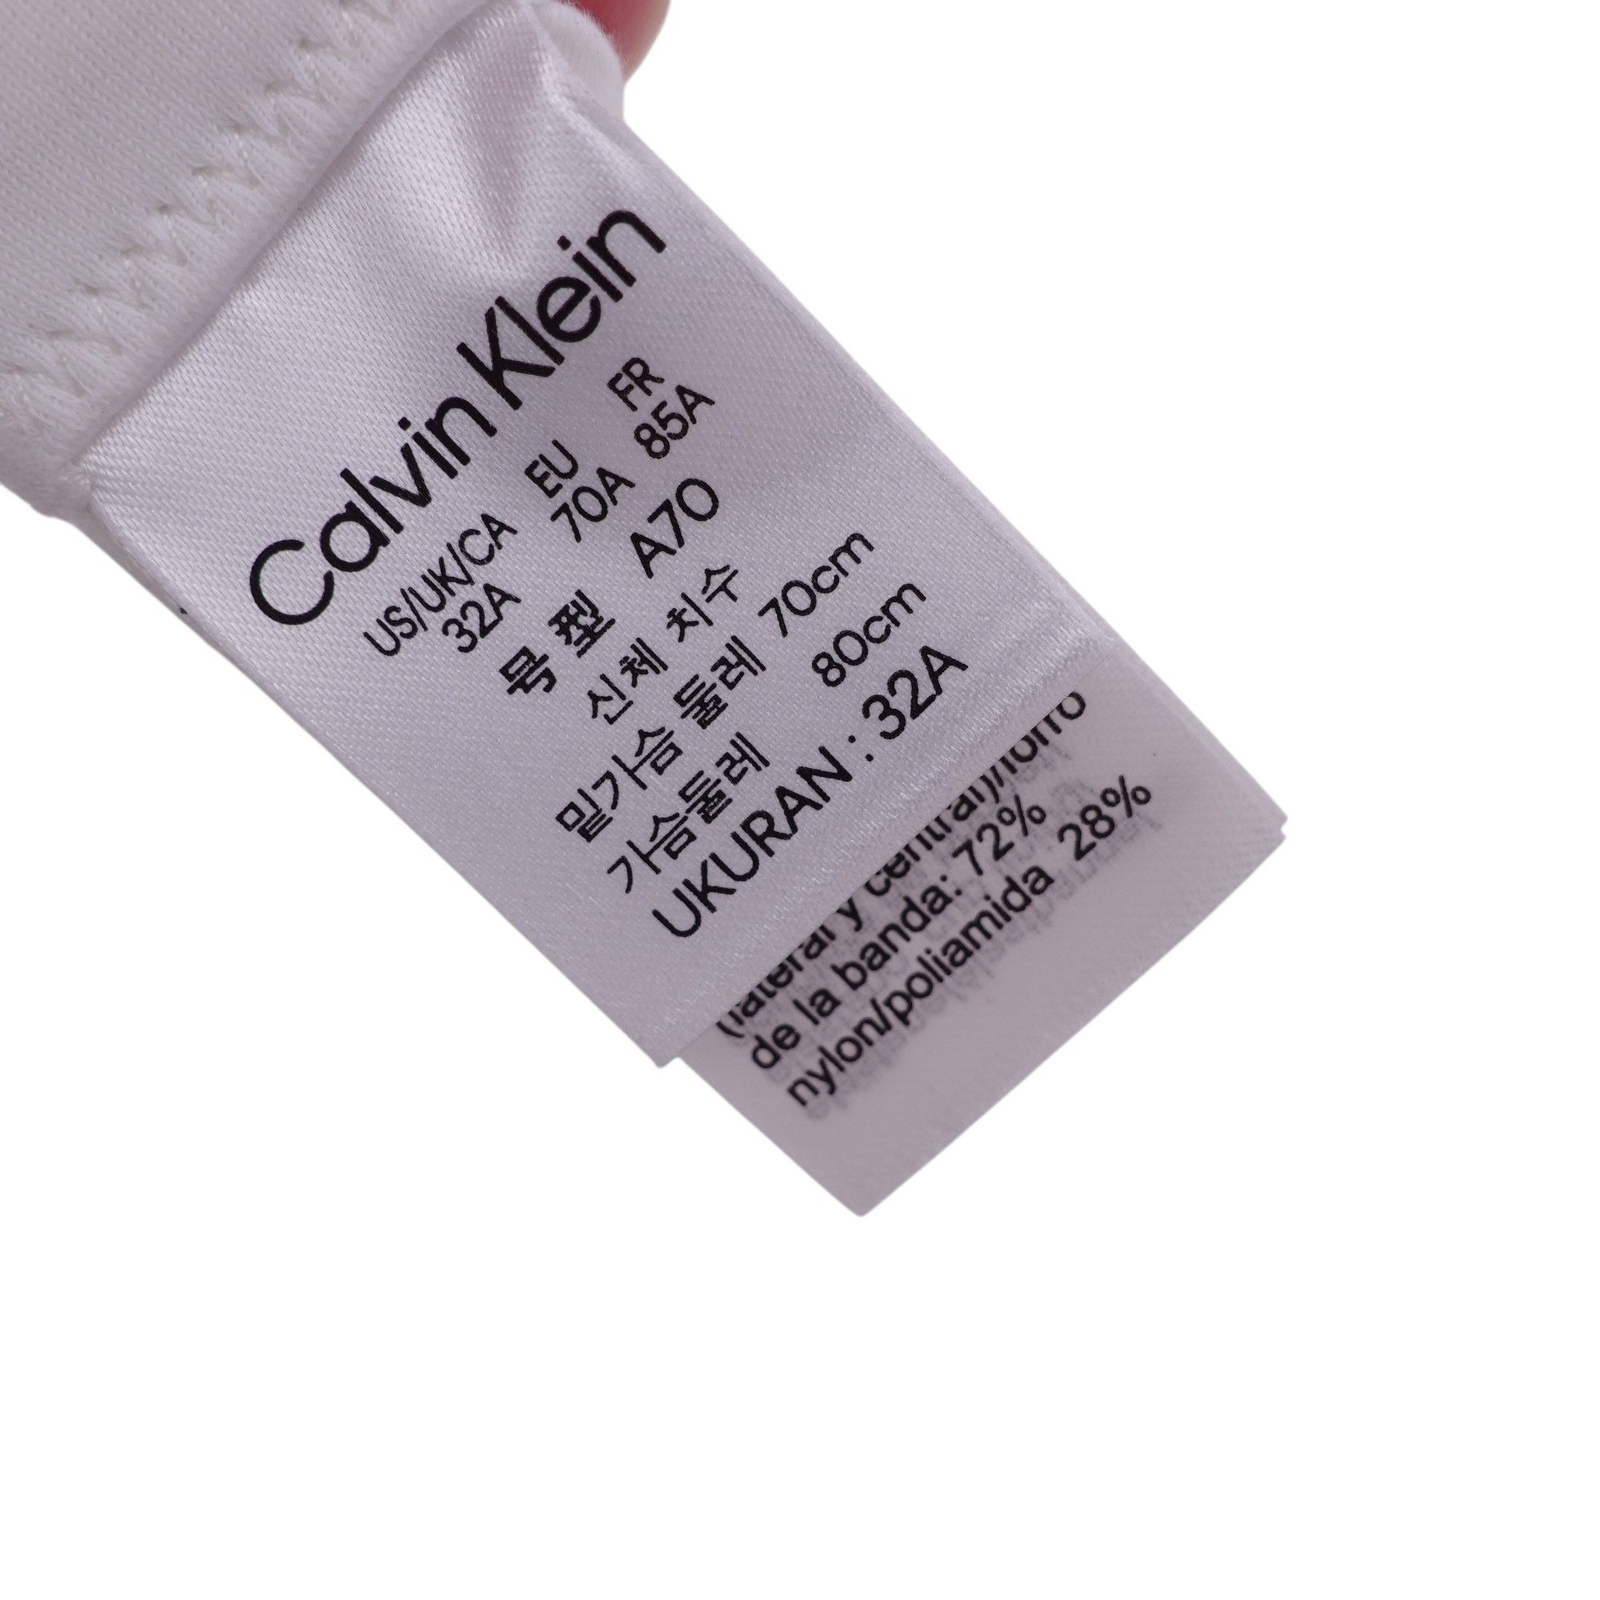 Calvin Klein
US/UK/CA EU FR
32A 70A 85A
号型 A70
신체 치수
밑가슴 둘레 70cm
가슴둘레 80cm
UKURAN : 32A
(lateral y central)/forro
de la banda: 72%
nylon/poliamida 28%